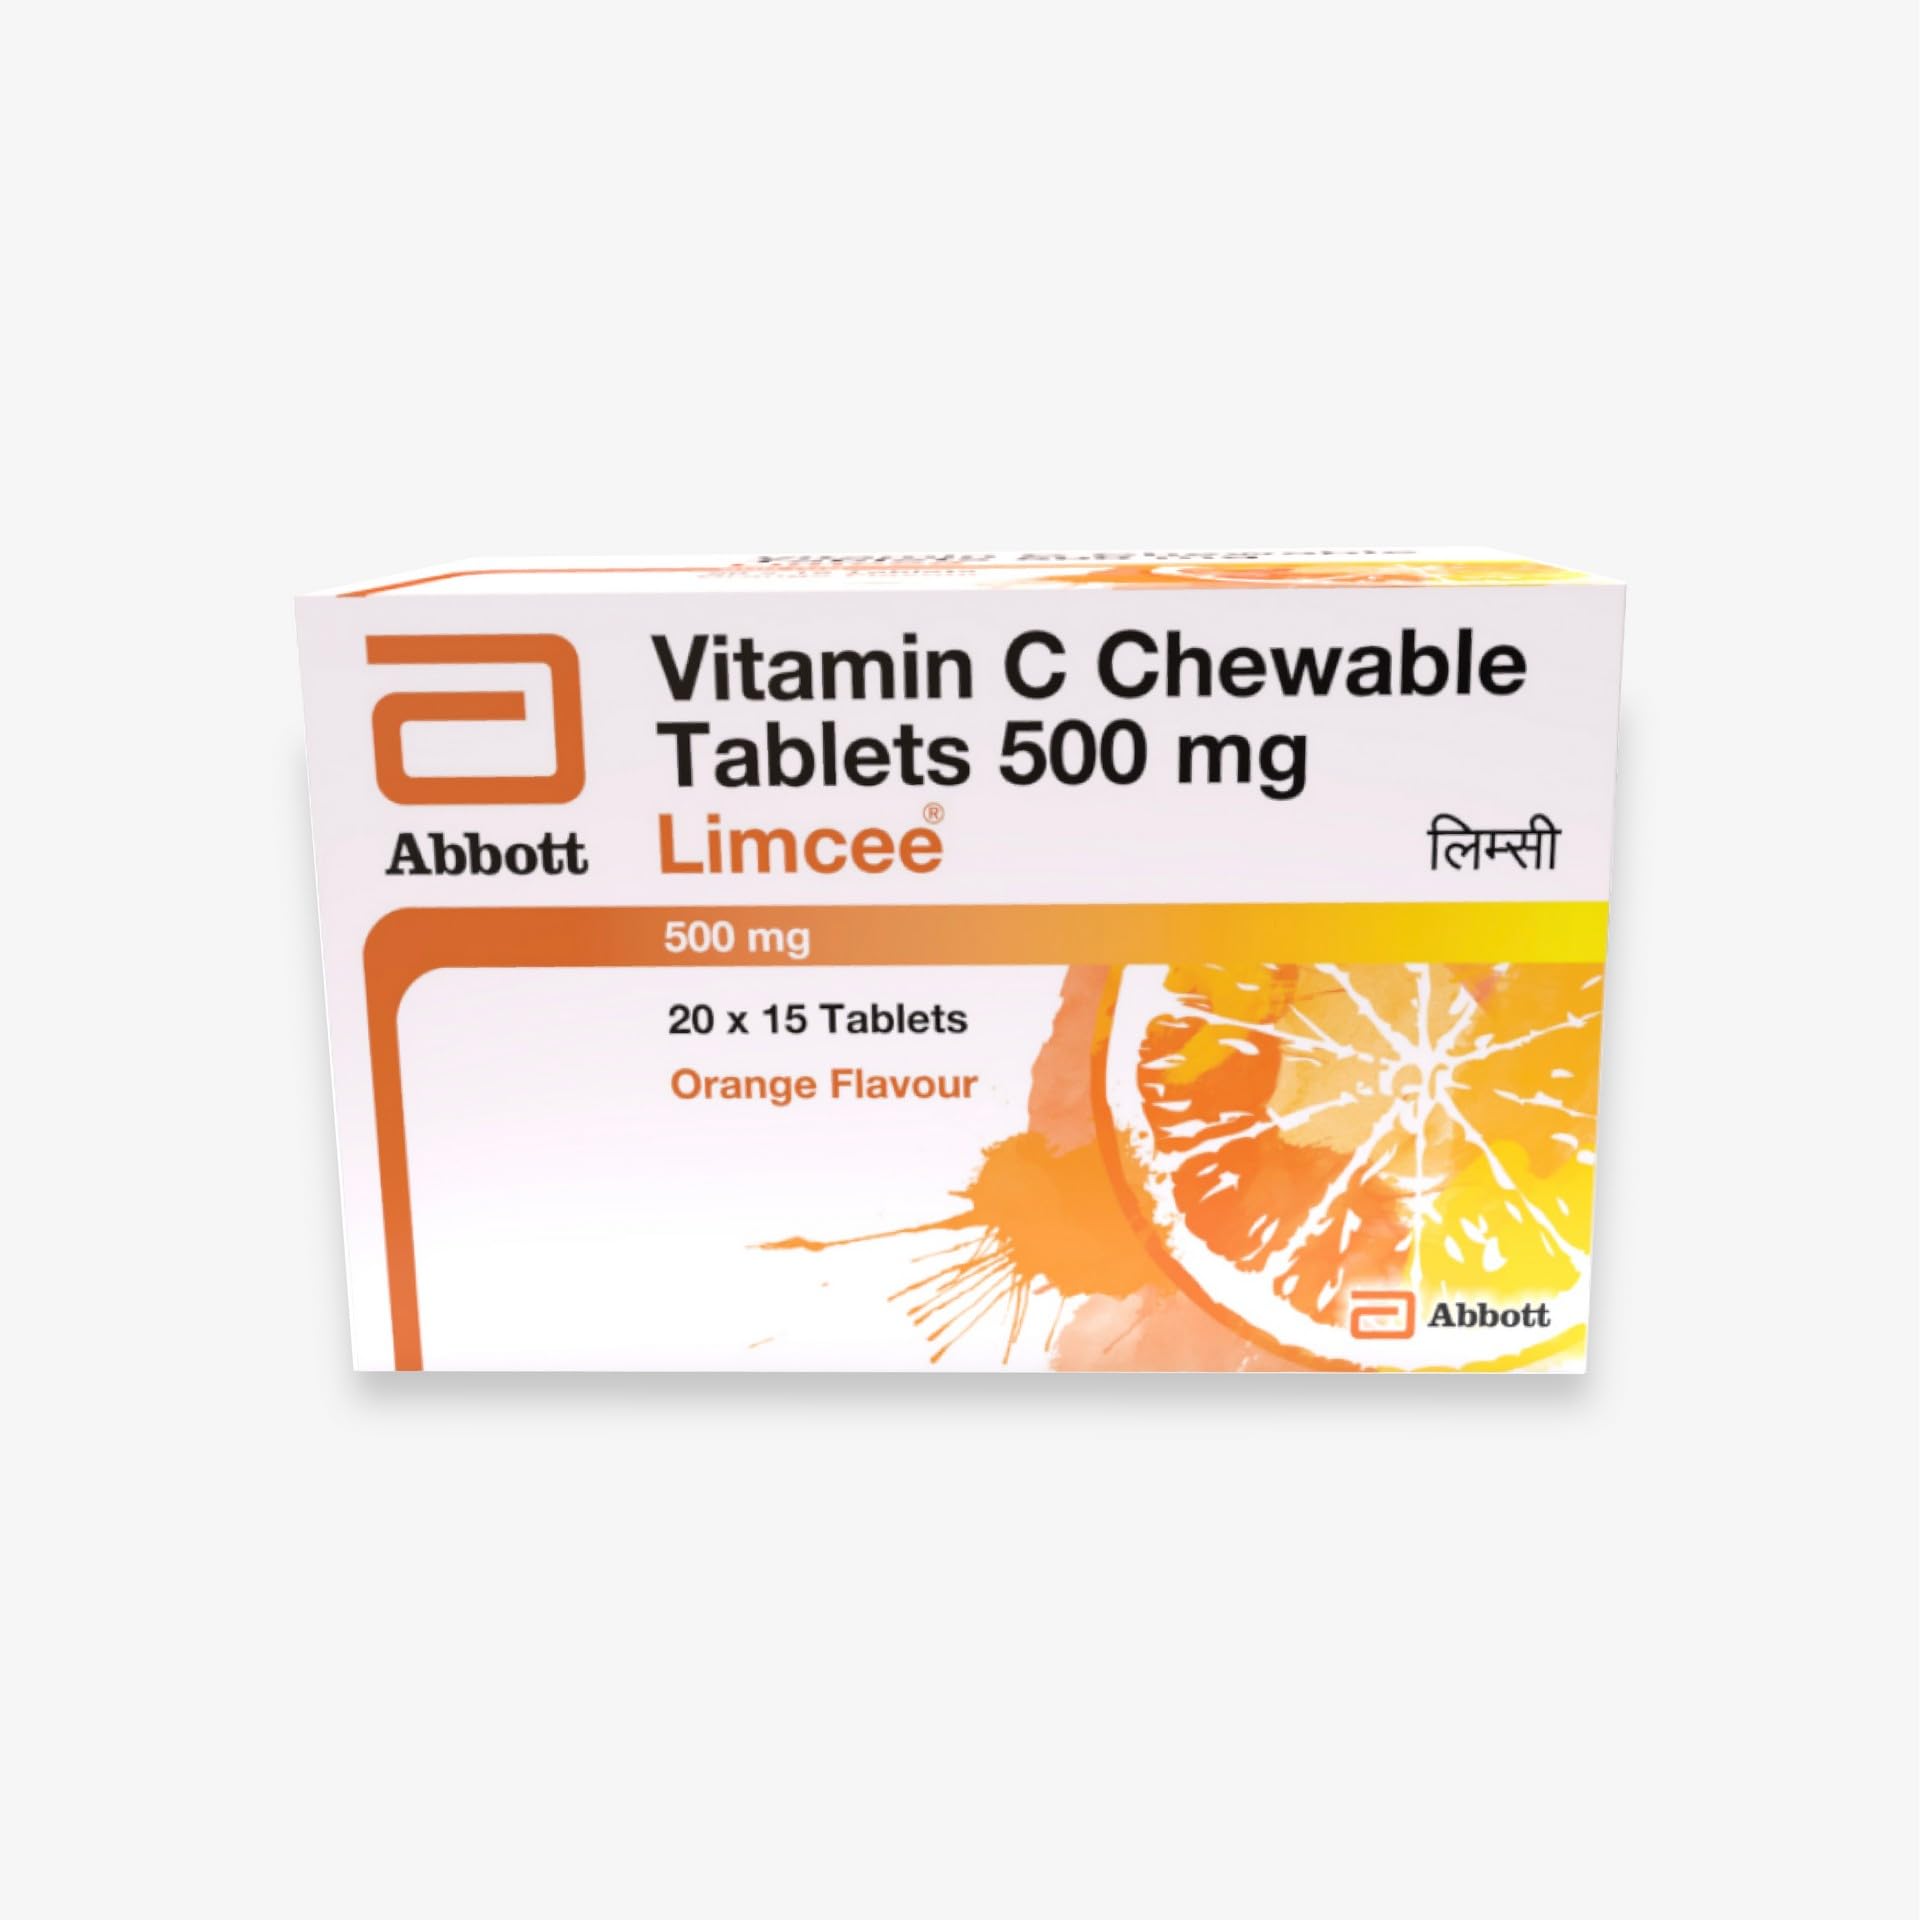 Vitamin C Chewable
Tablets 500 mg
Limcee®
लिम्सी
Abbott
500 mg
20 x 15 Tablets
Orange Flavour
Abbott